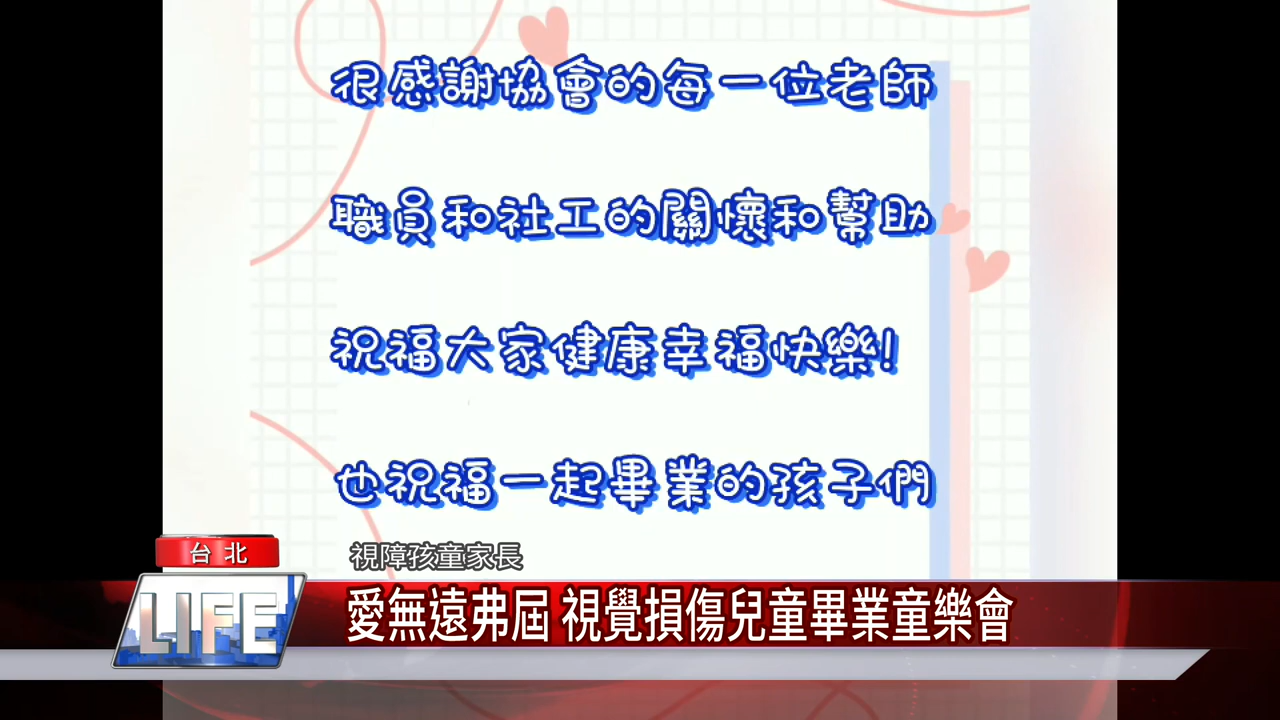 很感謝協會的每一位老師
職員和社工的關懷和幫助
祝福大家健康幸福快樂!
也祝福一起畢業的孩子們
台北
視障孩童家長
LIFE
愛無遠弗屆 視覺損傷兒童畢業童樂會